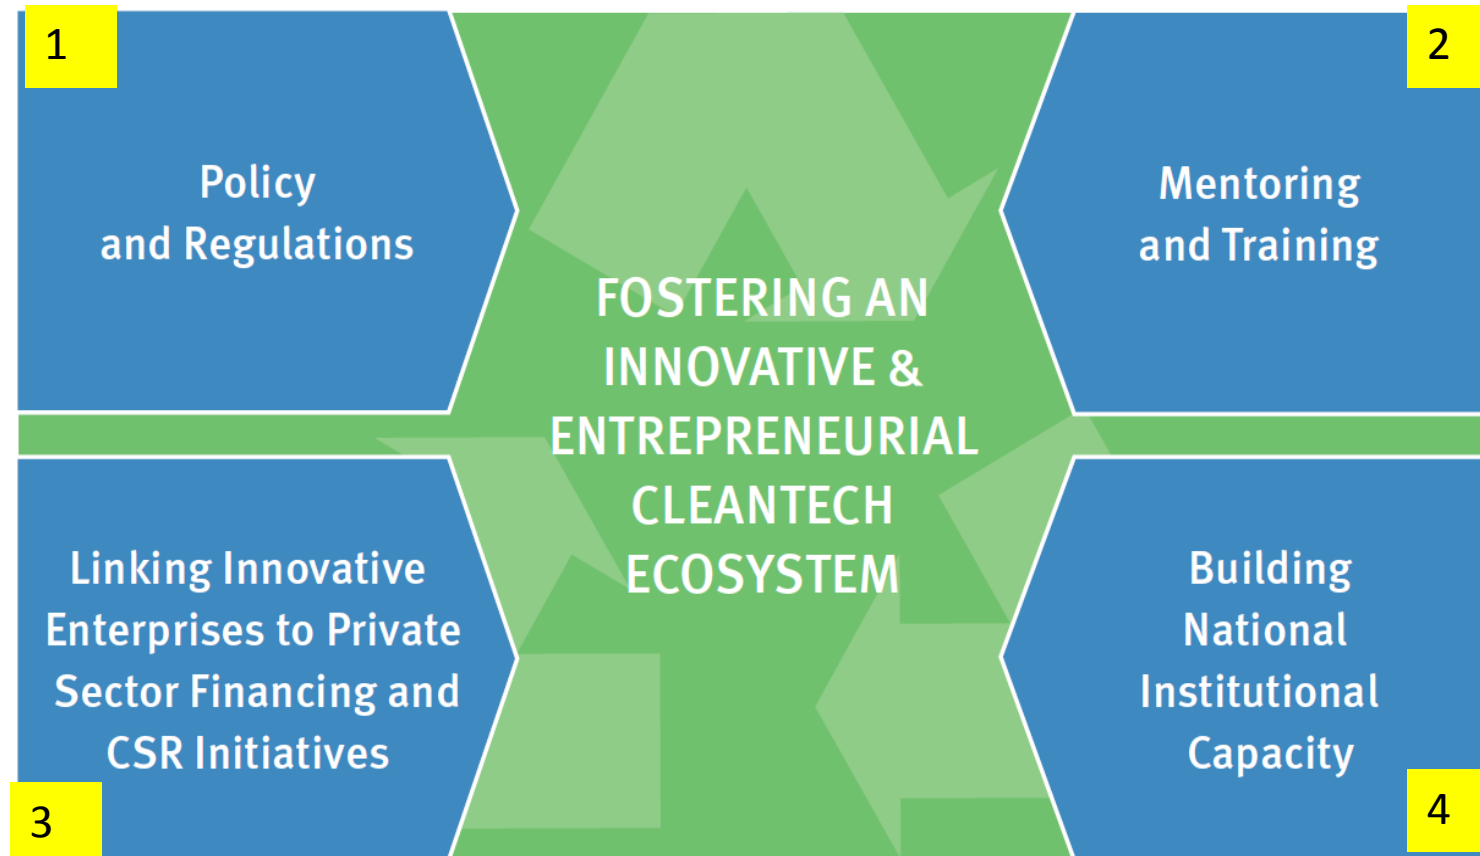 1
Policy
and Regulations
2
Mentoring
and Training
FOSTERING AN
INNOVATIVE &
ENTREPRENEURIAL
CLEANTECH
ECOSYSTEM
Linking Innovative
Enterprises to Private
Sector Financing and
CSR Initiatives
3
Building
National
Institutional
Capacity
4